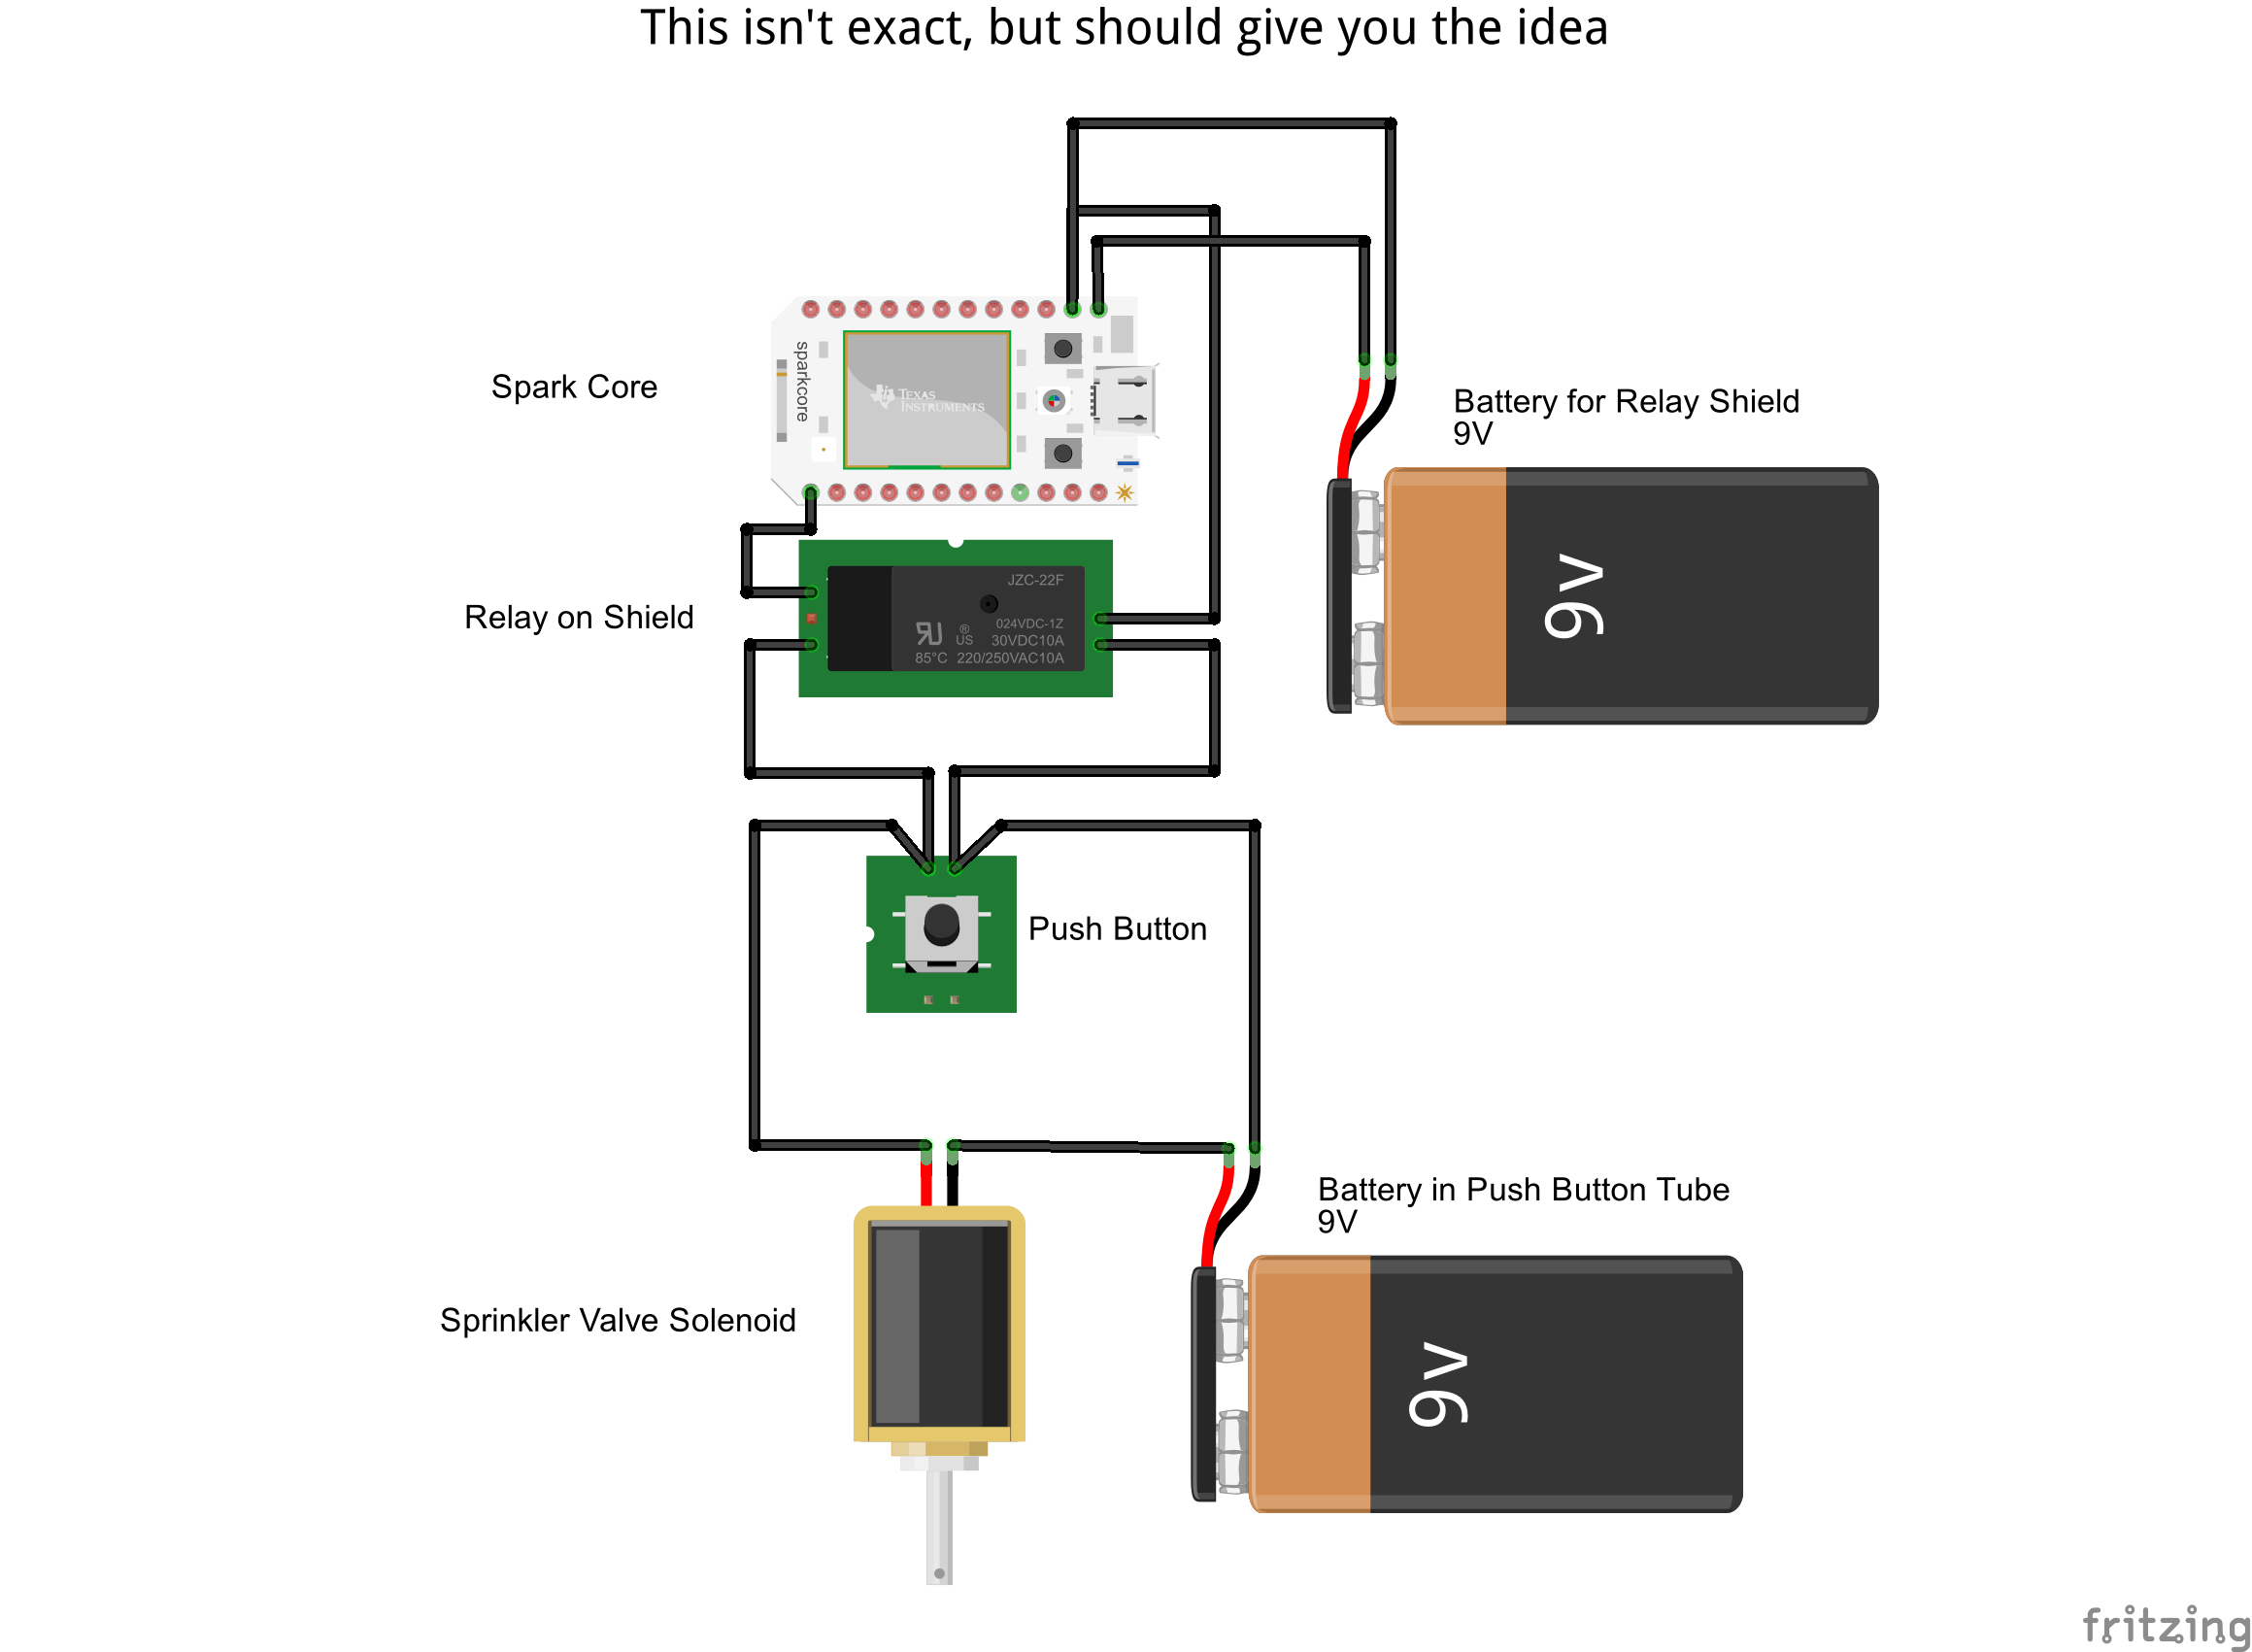 This isn't exact, but should give you the idea
Spark Core
sparkcore
TEXAS
INSTRUMENTS
Battery for Relay Shield
9V
9v
Relay on Shield
JZC-22F
024VDC-1Z
® US 30VDC10A
85°C 220/250VAC10A
Push Button
Battery in Push Button Tube
9V
9v
Sprinkler Valve Solenoid
fritzing